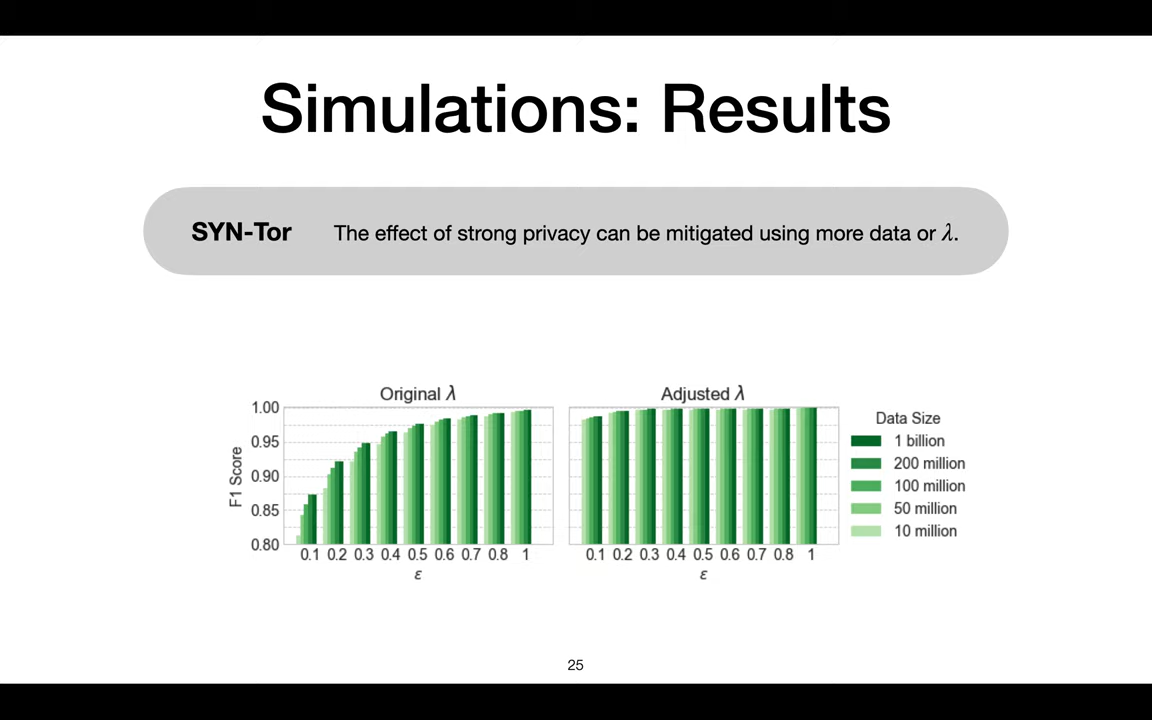 Simulations: Results
SYN-Tor The effect of strong privacy can be mitigated using more data or λ.
Original λ
Adjusted λ
F1 Score
1.00
0.95
0.90
0.85
0.80
0.1 0.2 0.3 0.4 0.5 0.6 0.7 0.8 1
ε
0.1 0.2 0.3 0.4 0.5 0.6 0.7 0.8 1
ε
Data Size
1 billion
200 million
100 million
50 million
10 million
25